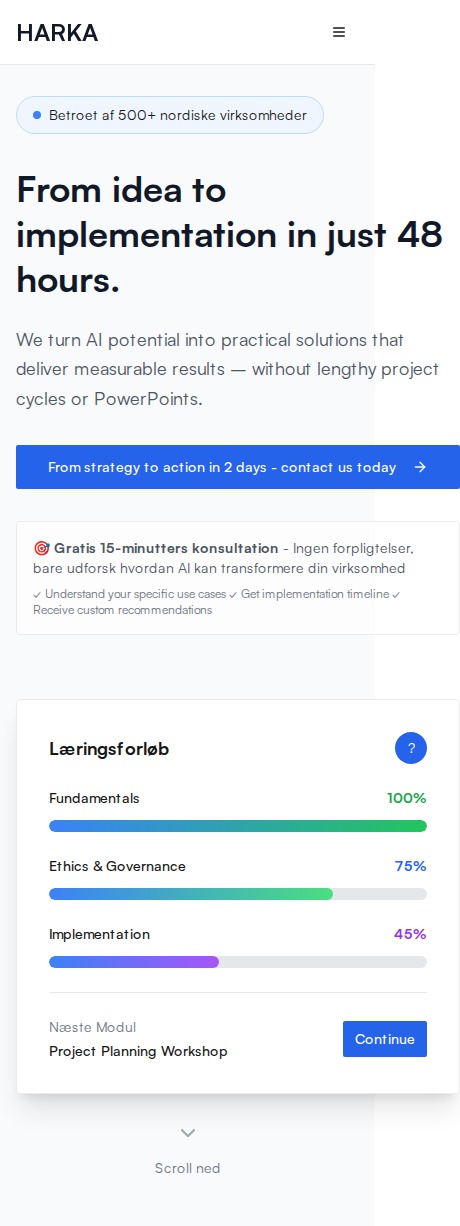 HARKA
Betroet af 500+ nordiske virksomheder
From idea to
implementation in just 48
hours.
We turn AI potential into practical solutions that
deliver measurable results — without lengthy project
cycles or PowerPoints.
From strategy to action in 2 days - contact us today →
🎯 Gratis 15-minutters konsultation - Ingen forpligtelser,
bare udforsk hvordan AI kan transformere din virksomhed
✓ Understand your specific use cases ✓ Get implementation timeline ✓
Receive custom recommendations
Læringsforløb ?
Fundamentals 100%
Ethics & Governance 75%
Implementation 45%
Næste Modul
Project Planning Workshop
Continue
Scroll ned